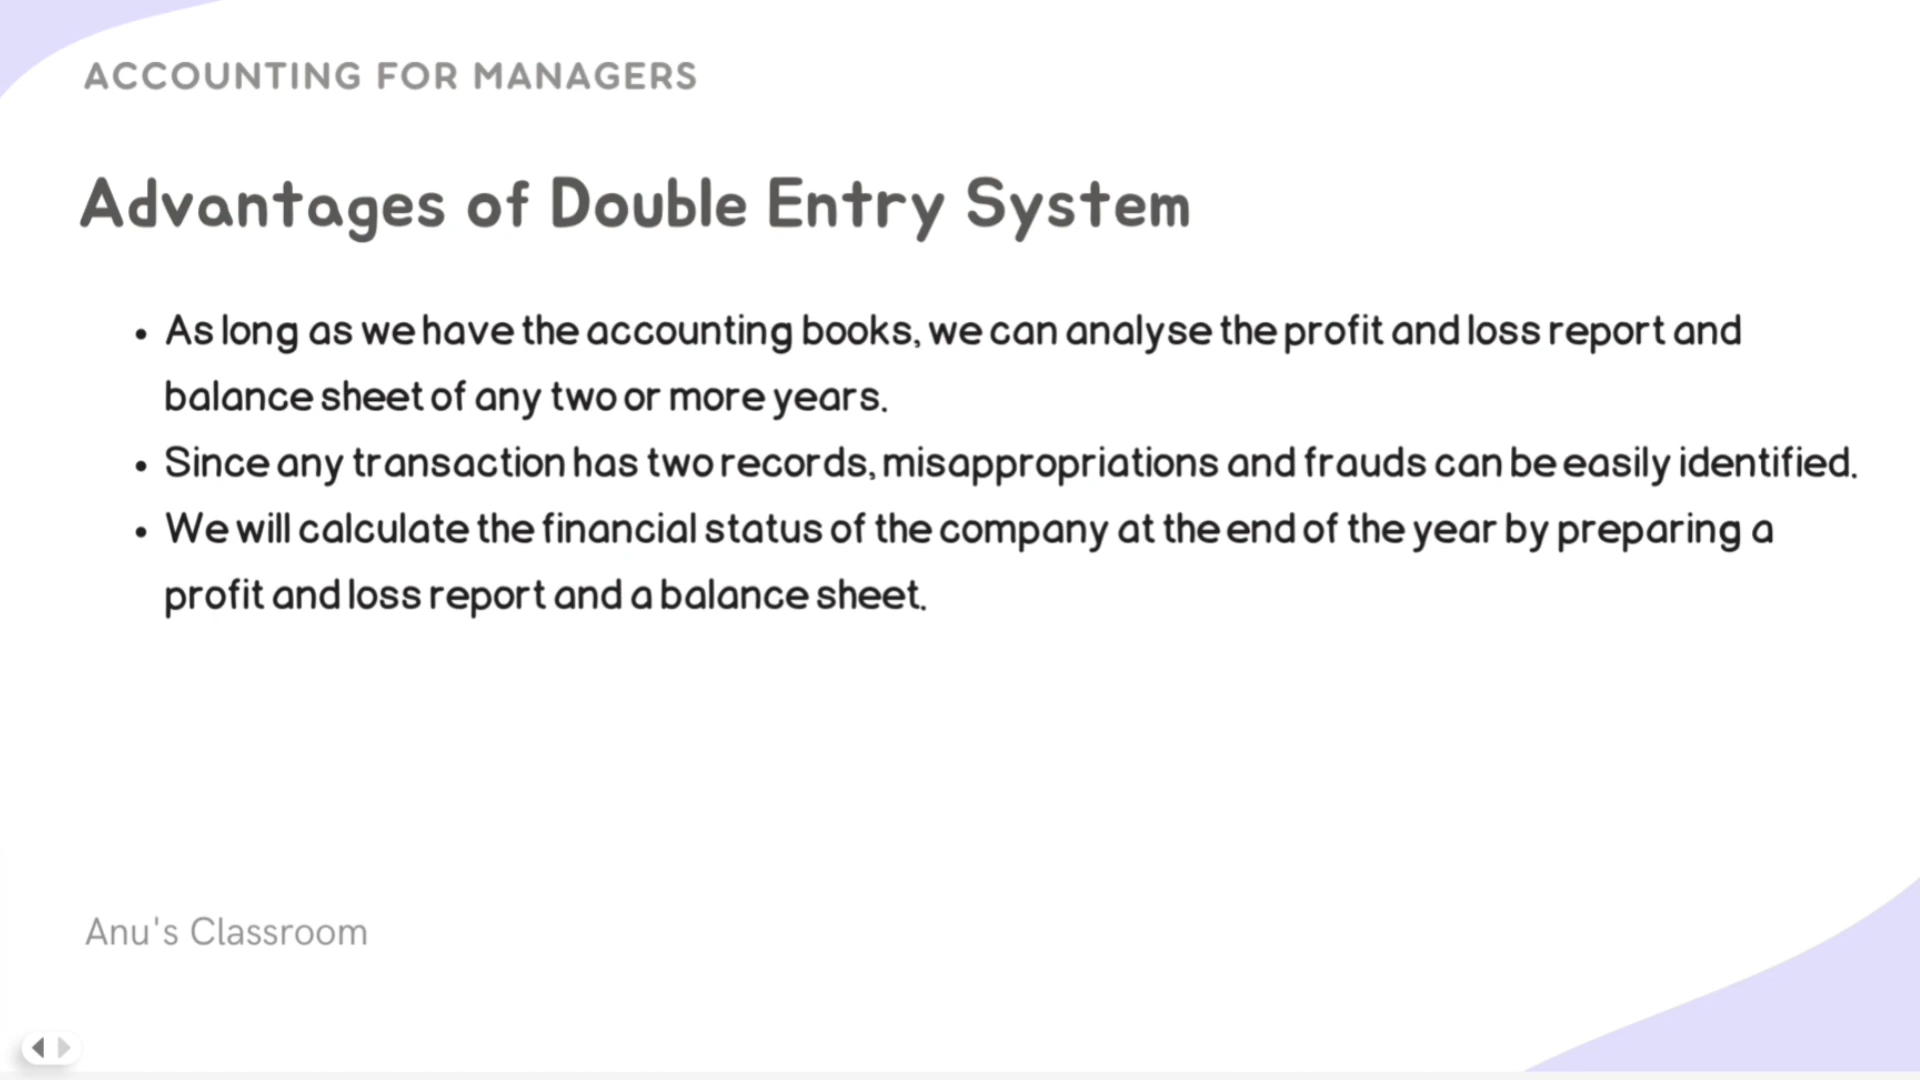 ACCOUNTING FOR MANAGERS
Advantages of Double Entry System
• As long as we have the accounting books, we can analyse the profit and loss report and
balance sheet of any two or more years.
• Since any transaction has two records, misappropriations and frauds can be easily identified.
• We will calculate the financial status of the company at the end of the year by preparing a
profit and loss report and a balance sheet.
Anu's Classroom